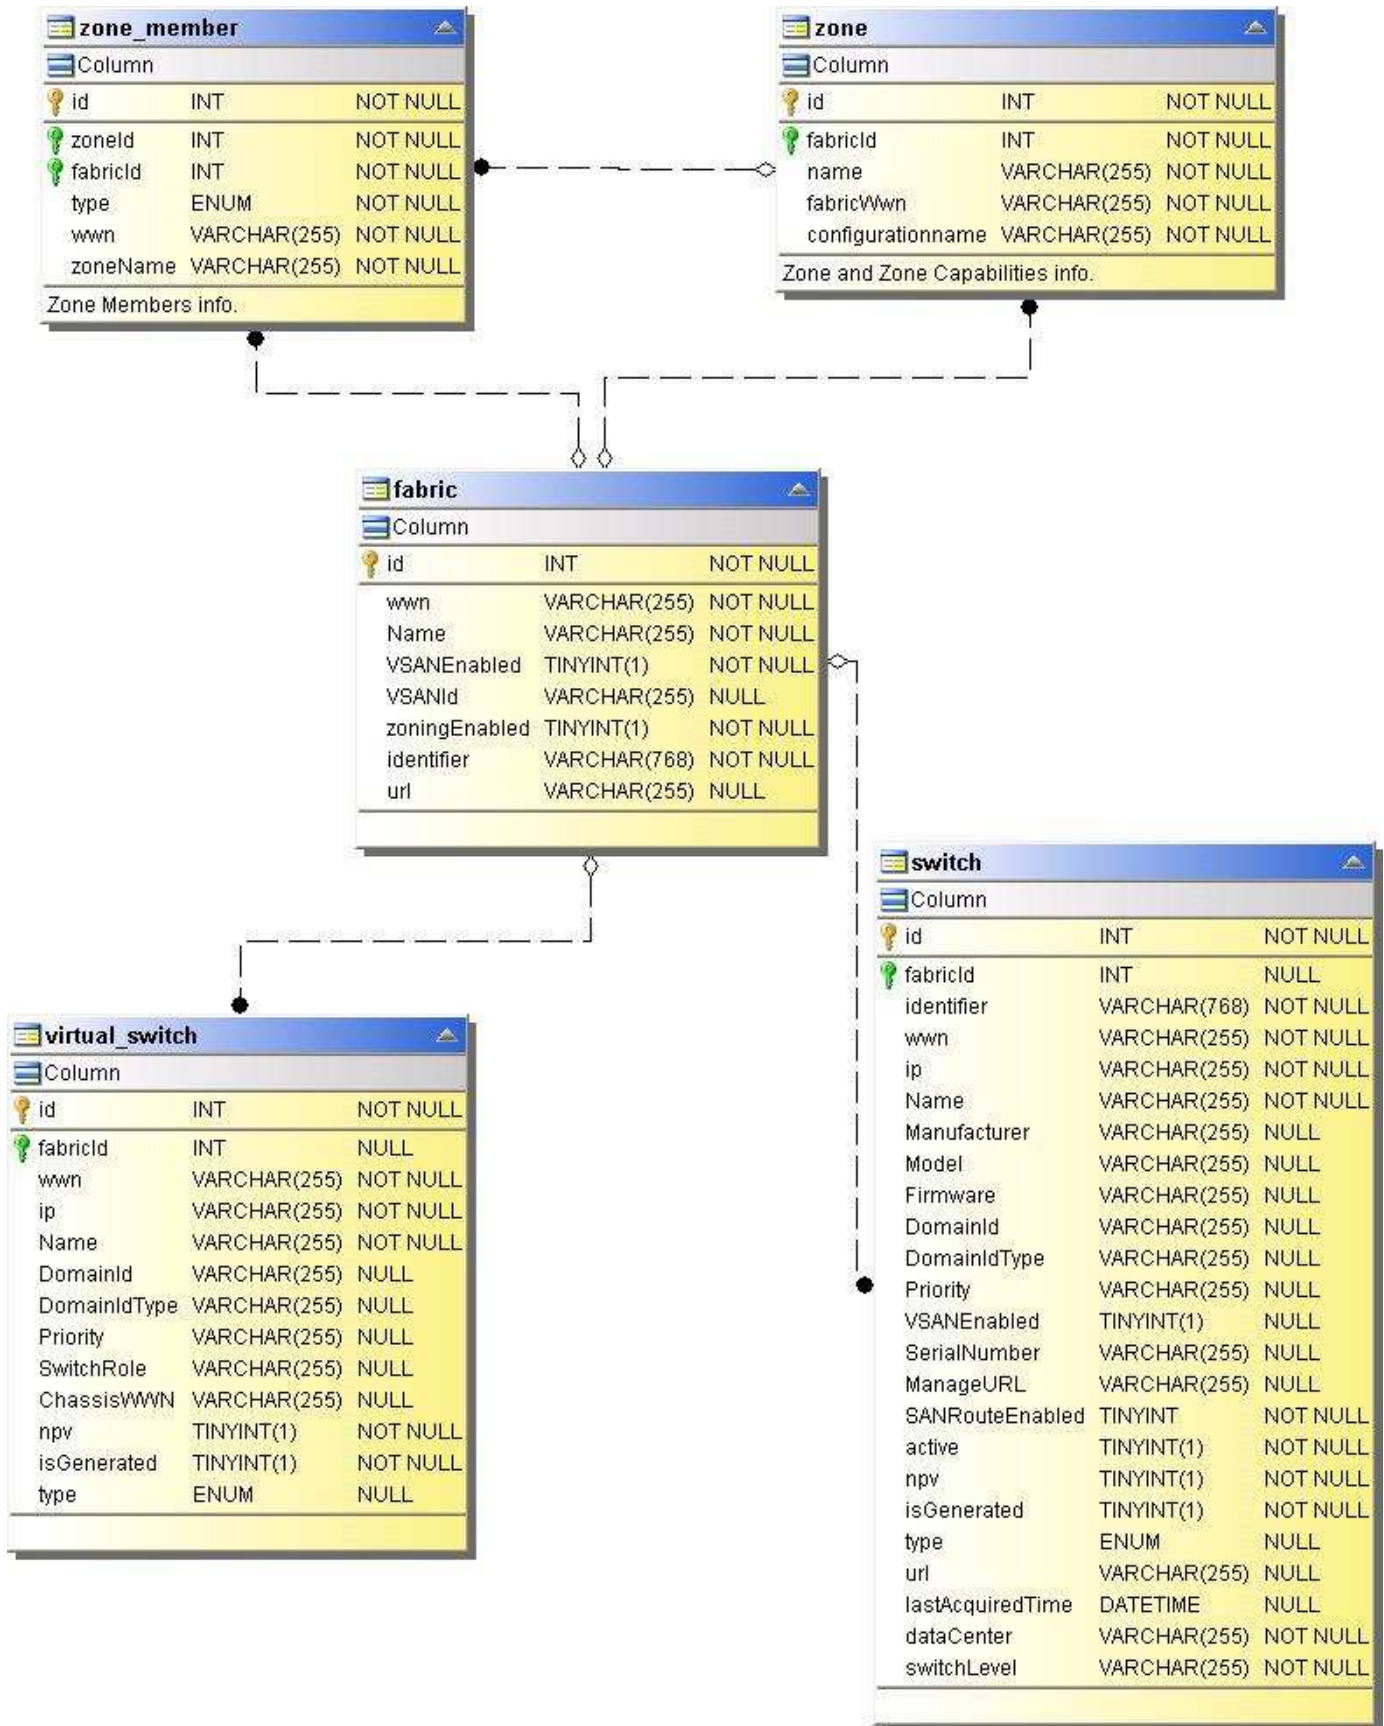 zone_member
Column
id INT NOT NULL
zoneId INT NOT NULL
fabricId INT NOT NULL
type ENUM NOT NULL
wwn VARCHAR(255) NOT NULL
zoneName VARCHAR(255) NOT NULL
Zone Members info.
zone
Column
id INT NOT NULL
fabricId INT NOT NULL
name VARCHAR(255) NOT NULL
fabricWwn VARCHAR(255) NOT NULL
configurationname VARCHAR(255) NOT NULL
Zone and Zone Capabilities info.
fabric
Column
id INT NOT NULL
wwn VARCHAR(255) NOT NULL
Name VARCHAR(255) NOT NULL
VSANEnabled TINYINT(1) NOT NULL
VSANId VARCHAR(255) NULL
zoningEnabled TINYINT(1) NOT NULL
identifier VARCHAR(768) NOT NULL
url VARCHAR(255) NULL
switch
Column
id INT NOT NULL
fabricId INT NULL
identifier VARCHAR(768) NOT NULL
wwn VARCHAR(255) NOT NULL
ip VARCHAR(255) NOT NULL
Name VARCHAR(255) NOT NULL
Manufacturer VARCHAR(255) NULL
Model VARCHAR(255) NULL
Firmware VARCHAR(255) NULL
DomainId VARCHAR(255) NULL
DomainIdType VARCHAR(255) NULL
Priority VARCHAR(255) NULL
VSANEnabled TINYINT(1) NULL
SerialNumber VARCHAR(255) NULL
ManageURL VARCHAR(255) NULL
SANRouteEnabled TINYINT NOT NULL
active TINYINT(1) NOT NULL
npv TINYINT(1) NOT NULL
isGenerated TINYINT(1) NOT NULL
type ENUM NULL
url VARCHAR(255) NULL
lastAcquiredTime DATETIME NULL
dataCenter VARCHAR(255) NOT NULL
switchLevel VARCHAR(255) NOT NULL
virtual_switch
Column
id INT NOT NULL
fabricId INT NULL
wwn VARCHAR(255) NOT NULL
ip VARCHAR(255) NOT NULL
Name VARCHAR(255) NOT NULL
DomainId VARCHAR(255) NULL
DomainIdType VARCHAR(255) NULL
Priority VARCHAR(255) NULL
SwitchRole VARCHAR(255) NULL
ChassisWWN VARCHAR(255) NULL
npv TINYINT(1) NOT NULL
isGenerated TINYINT(1) NOT NULL
type ENUM NULL